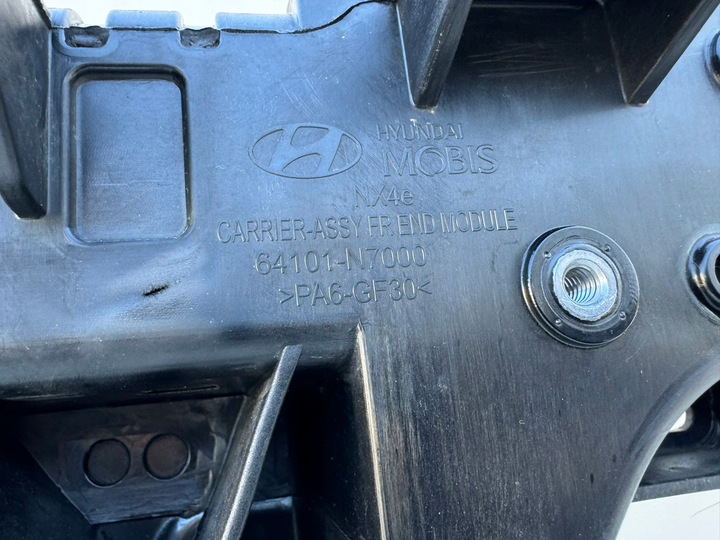 HYUNDAI
MOBIS
NX4e
CARRIER-ASSY FR.END MODULE
64101-N7000
>PA6-GF30<